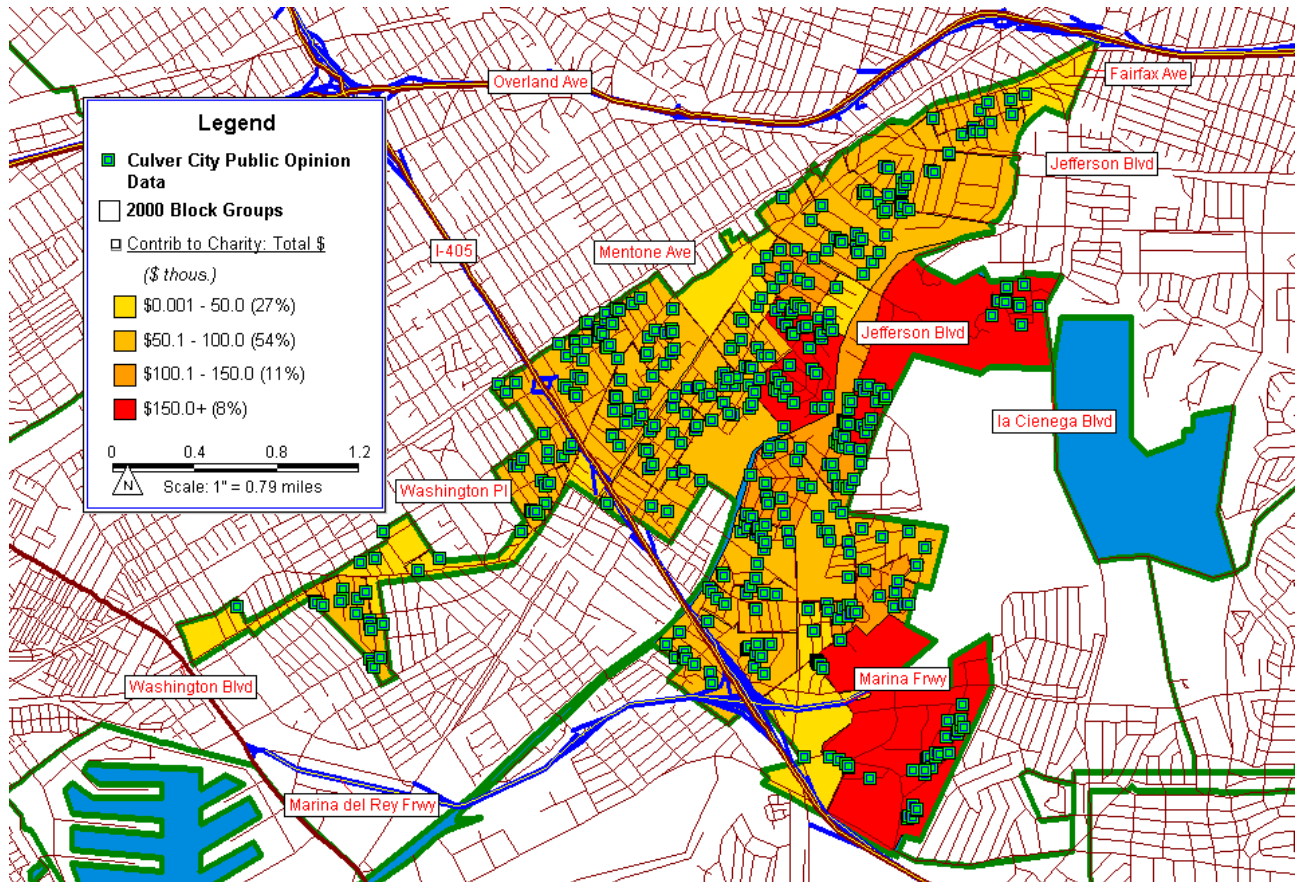 Overland Ave
Fairfax Ave
Legend
Culver City Public Opinion
Data
2000 Block Groups
Contrib to Charity: Total $
($ thous.)
$0.001 - 50.0 (27%)
$50.1 - 100.0 (54%)
$100.1 - 150.0 (11%)
$150.0+ (8%)
0 0.4 0.8 1.2
N
Scale: 1" = 0.79 miles
Jefferson Blvd
I-405
Mentone Ave
Jefferson Blvd
la Cienega Blvd
Washington Pl
Washington Blvd
Marina Frwy
Marina del Rey Frwy